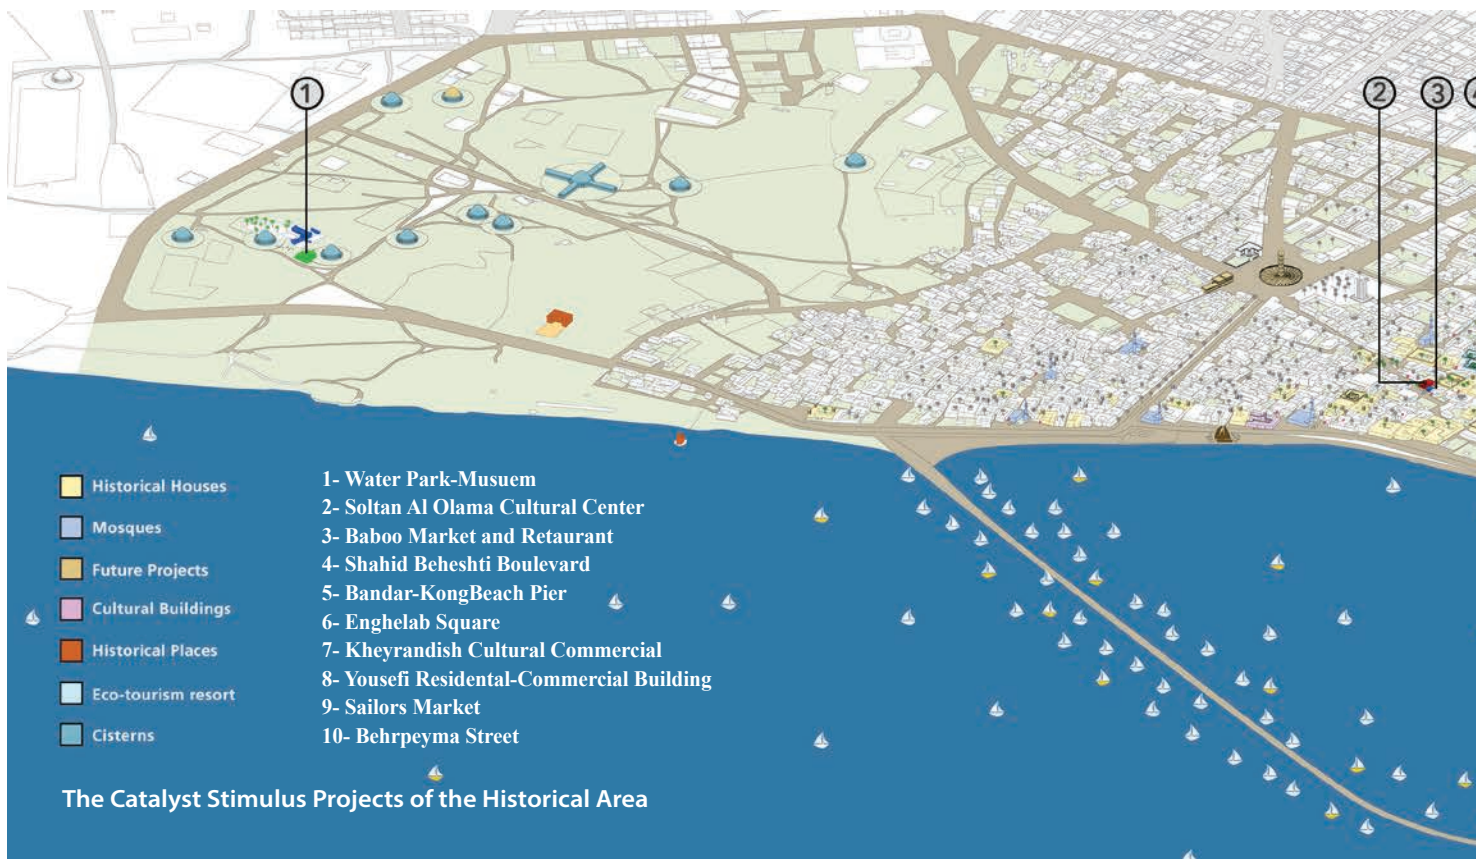 1
2
3
4
Historical Houses
Mosques
Future Projects
Cultural Buildings
Historical Places
Eco-tourism resort
Cisterns
1- Water Park-Musuem
2- Soltan Al Olama Cultural Center
3- Baboo Market and Retaurant
4- Shahid Beheshti Boulevard
5- Bandar-KongBeach Pier
6- Enghelab Square
7- Kheyrandish Cultural Commercial
8- Yousefi Residental-Commercial Building
9- Sailors Market
10- Behrpeyma Street
The Catalyst Stimulus Projects of the Historical Area